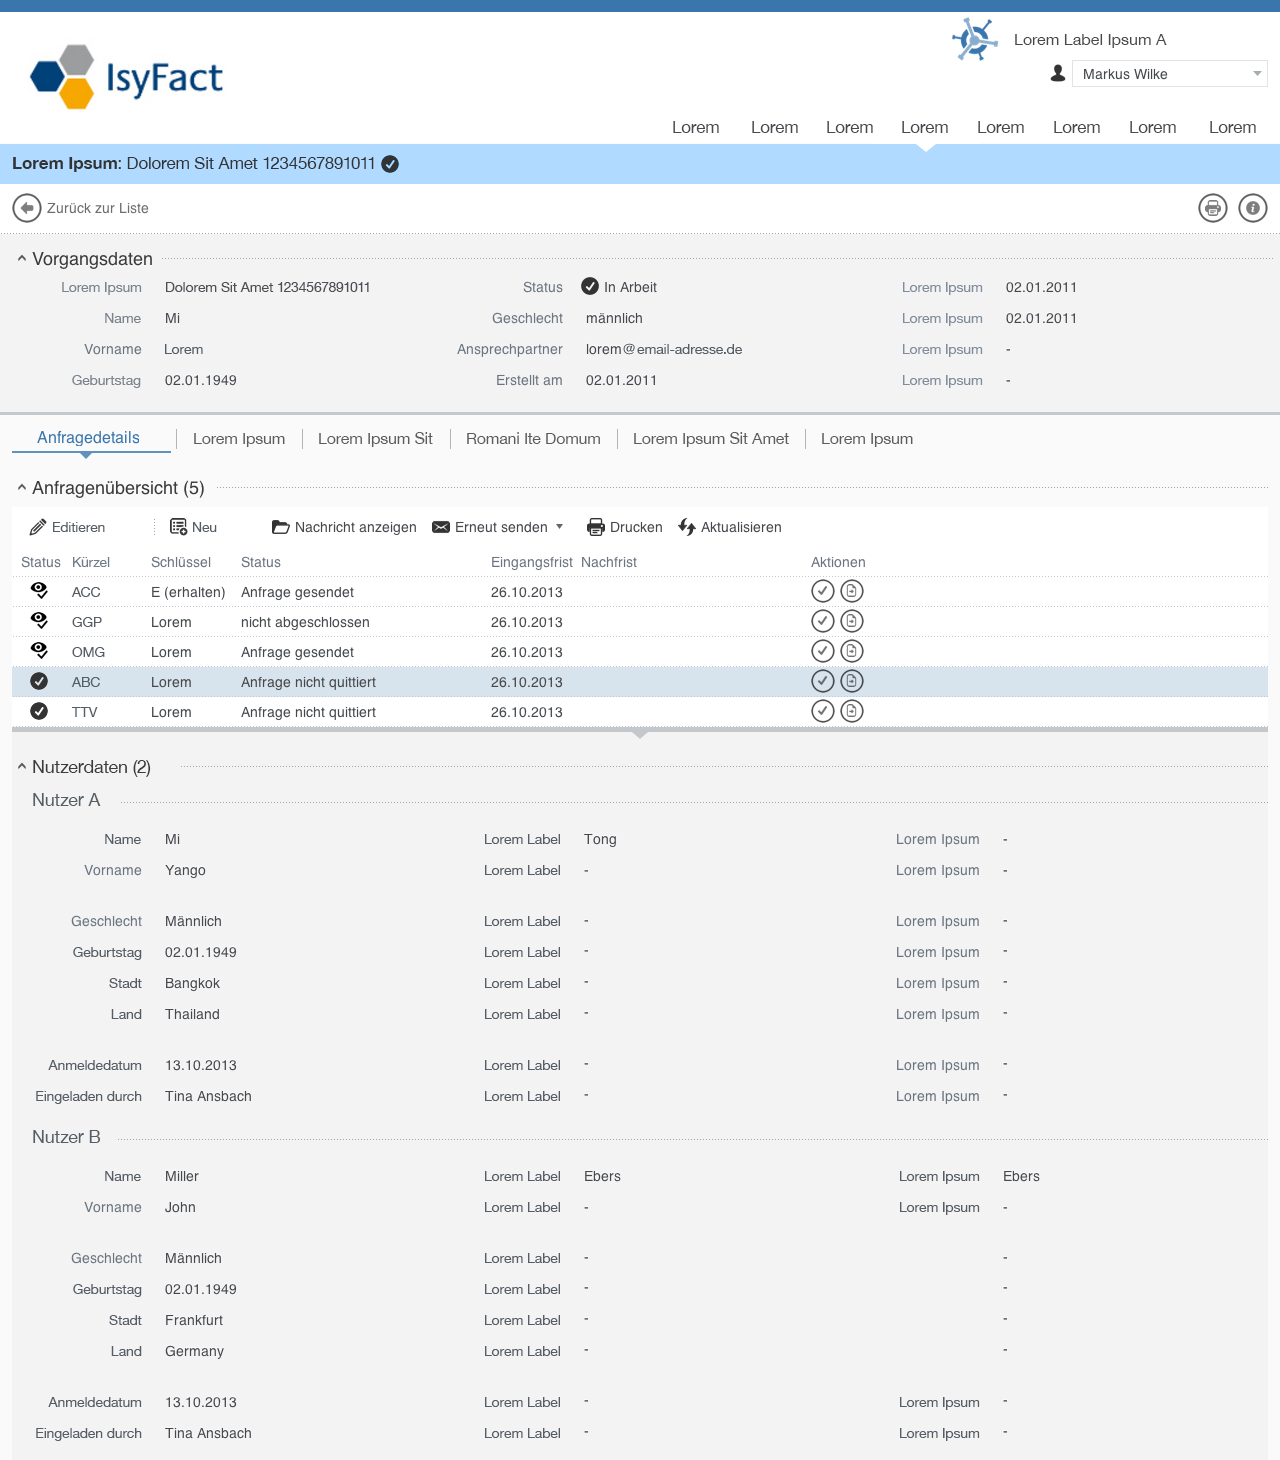 Lorem Label Ipsum A
IsyFact
Markus Wilke
Lorem Lorem Lorem Lorem Lorem Lorem Lorem Lorem
Lorem Ipsum: Dolorem Sit Amet 1234567891011
Zurück zur Liste
Vorgangsdaten
Lorem Ipsum Dolorem Sit Amet 1234567891011 Status In Arbeit Lorem Ipsum 02.01.2011
Name Mi Geschlecht männlich Lorem Ipsum 02.01.2011
Vorname Lorem Ansprechpartner lorem@email-adresse.de Lorem Ipsum -
Geburtstag 02.01.1949 Erstellt am 02.01.2011 Lorem Ipsum -
Anfragedetails Lorem Ipsum Lorem Ipsum Sit Romani Ite Domum Lorem Ipsum Sit Amet Lorem Ipsum
Anfragenübersicht (5)
Editieren Neu Nachricht anzeigen Erneut senden Drucken Aktualisieren
Status Kürzel Schlüssel Status Eingangsfrist Nachfrist Aktionen
ACC E (erhalten) Anfrage gesendet 26.10.2013
GGP Lorem nicht abgeschlossen 26.10.2013
OMG Lorem Anfrage gesendet 26.10.2013
ABC Lorem Anfrage nicht quittiert 26.10.2013
TTV Lorem Anfrage nicht quittiert 26.10.2013
Nutzerdaten (2)
Nutzer A
Name Mi Lorem Label Tong Lorem Ipsum -
Vorname Yango Lorem Label - Lorem Ipsum -
Geschlecht Männlich Lorem Label - Lorem Ipsum -
Geburtstag 02.01.1949 Lorem Label - Lorem Ipsum -
Stadt Bangkok Lorem Label - Lorem Ipsum -
Land Thailand Lorem Label - Lorem Ipsum -
Anmeldedatum 13.10.2013 Lorem Label - Lorem Ipsum -
Eingeladen durch Tina Ansbach Lorem Label - Lorem Ipsum -
Nutzer B
Name Miller Lorem Label Ebers Lorem Ipsum Ebers
Vorname John Lorem Label - Lorem Ipsum -
Geschlecht Männlich Lorem Label - -
Geburtstag 02.01.1949 Lorem Label - -
Stadt Frankfurt Lorem Label - -
Land Germany Lorem Label - -
Anmeldedatum 13.10.2013 Lorem Label - Lorem Ipsum -
Eingeladen durch Tina Ansbach Lorem Label - Lorem Ipsum -